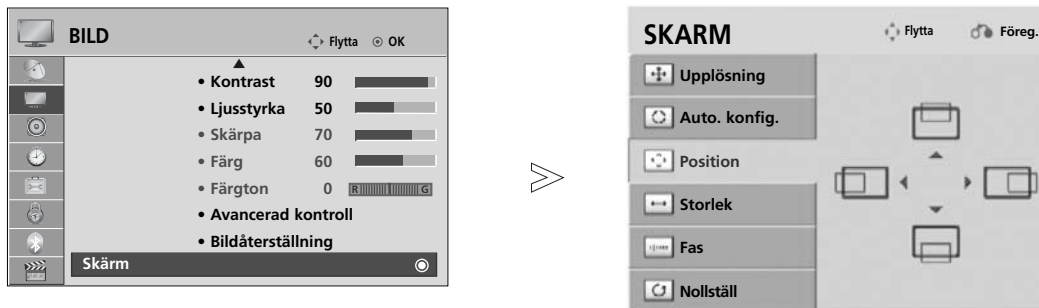 BILD
Flytta OK
• Kontrast 90
• Ljusstyrka 50
• Skärpa 70
• Färg 60
• Färgton 0 R G
• Avancerad kontroll
• Bildåterställning
Skärm
SKARM
Flytta Föreg.
Upplösning
Auto. konfig.
Position
Storlek
Fas
Nollställ